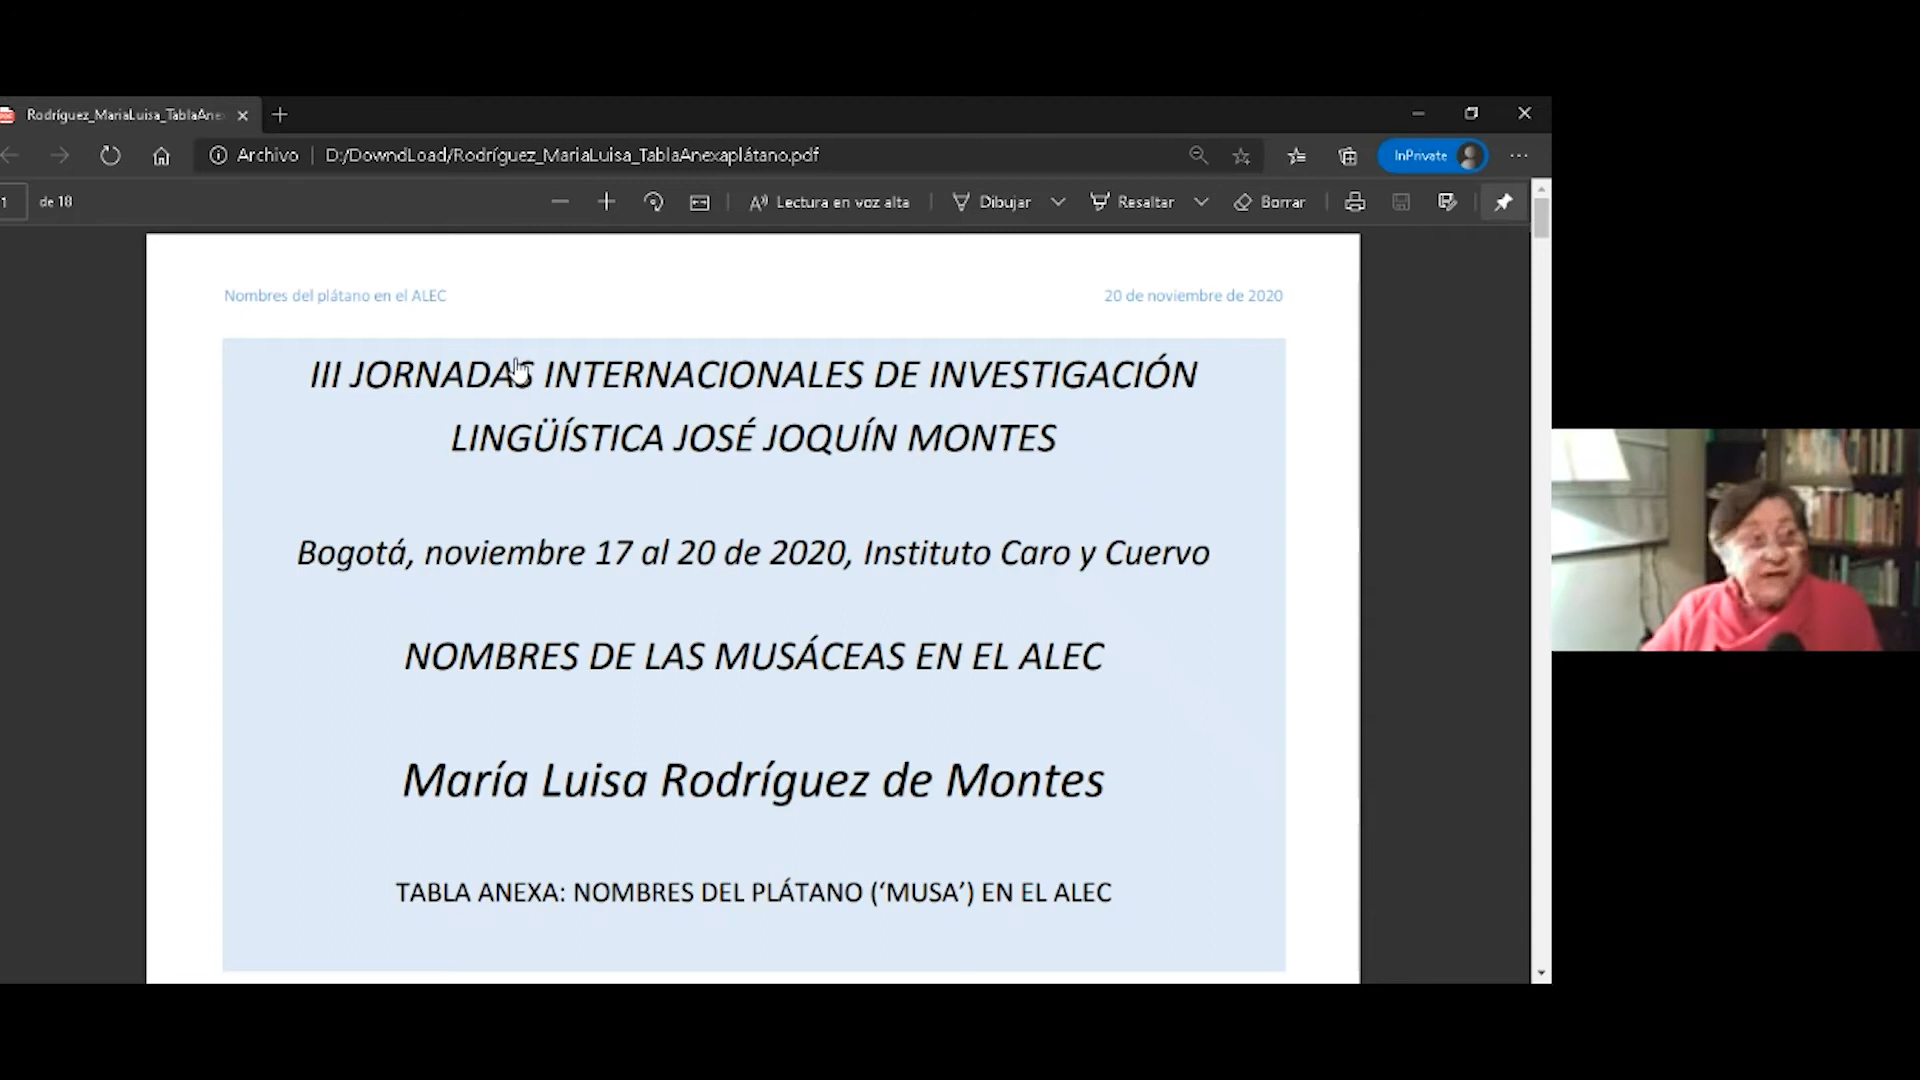 Rodríguez_MariaLuisa_TablaAne
Archivo D:/DowndLoad/Rodríguez_MariaLuisa_TablaAnexaplátano.pdf InPrivate
1 de 18 Lectura en voz alta Dibujar Resaltar Borrar
Nombres del plátano en el ALEC 20 de noviembre de 2020
III JORNADAS INTERNACIONALES DE INVESTIGACIÓN
LINGÜÍSTICA JOSÉ JOQUÍN MONTES
Bogotá, noviembre 17 al 20 de 2020, Instituto Caro y Cuervo
NOMBRES DE LAS MUSÁCEAS EN EL ALEC
María Luisa Rodríguez de Montes
TABLA ANEXA: NOMBRES DEL PLÁTANO (‘MUSA’) EN EL ALEC